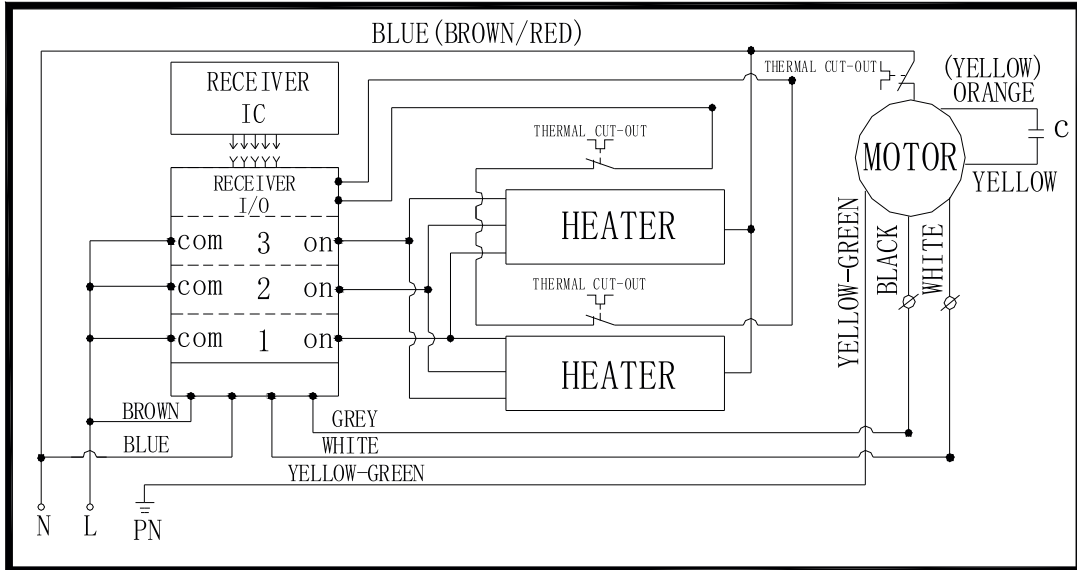 BLUE(BROWN/RED)
THERMAL CUT-OUT
(YELLOW)
ORANGE
C
YELLOW
MOTOR
RECEIVER
IC
THERMAL CUT-OUT
RECEIVER
I/O
HEATER
com 3 on
com 2 on
com 1 on
THERMAL CUT-OUT
HEATER
YELLOW-GREEN
BLACK
WHITE
BROWN
BLUE
GREY
WHITE
YELLOW-GREEN
N
L
PN